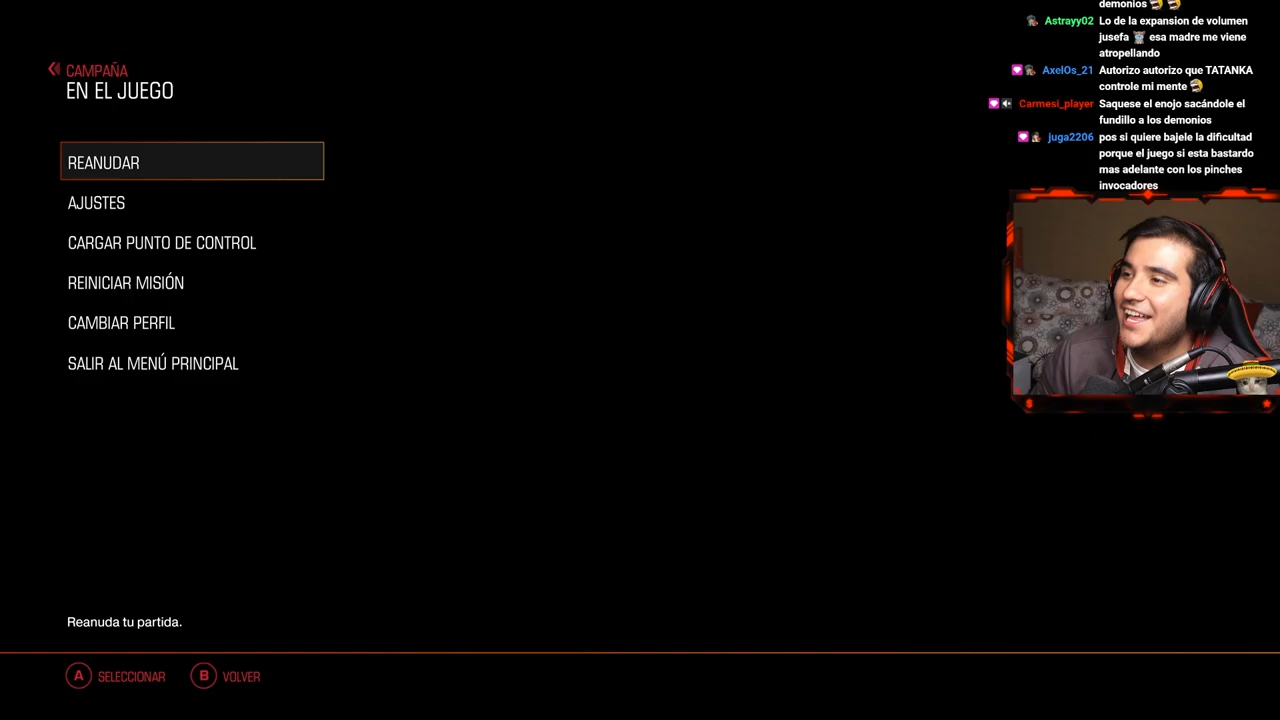 CAMPAÑA
EN EL JUEGO
REANUDAR
AJUSTES
CARGAR PUNTO DE CONTROL
REINICIAR MISIÓN
CAMBIAR PERFIL
SALIR AL MENÚ PRINCIPAL
Reanuda tu partida.
A SELECCIONAR B VOLVER
demonios
Astrayy02 Lo de la expansion de volumen
jusefa esa madre me viene
atropellando
AxelOs_21 Autorizo autorizo que TATANKA
controle mi mente
Carmesi_player Saquese el enojo sacándole el
fundillo a los demonios
juga2206 pos si quiere bajele la dificultad
porque el juego si esta bastardo
mas adelante con los pinches
invocadores